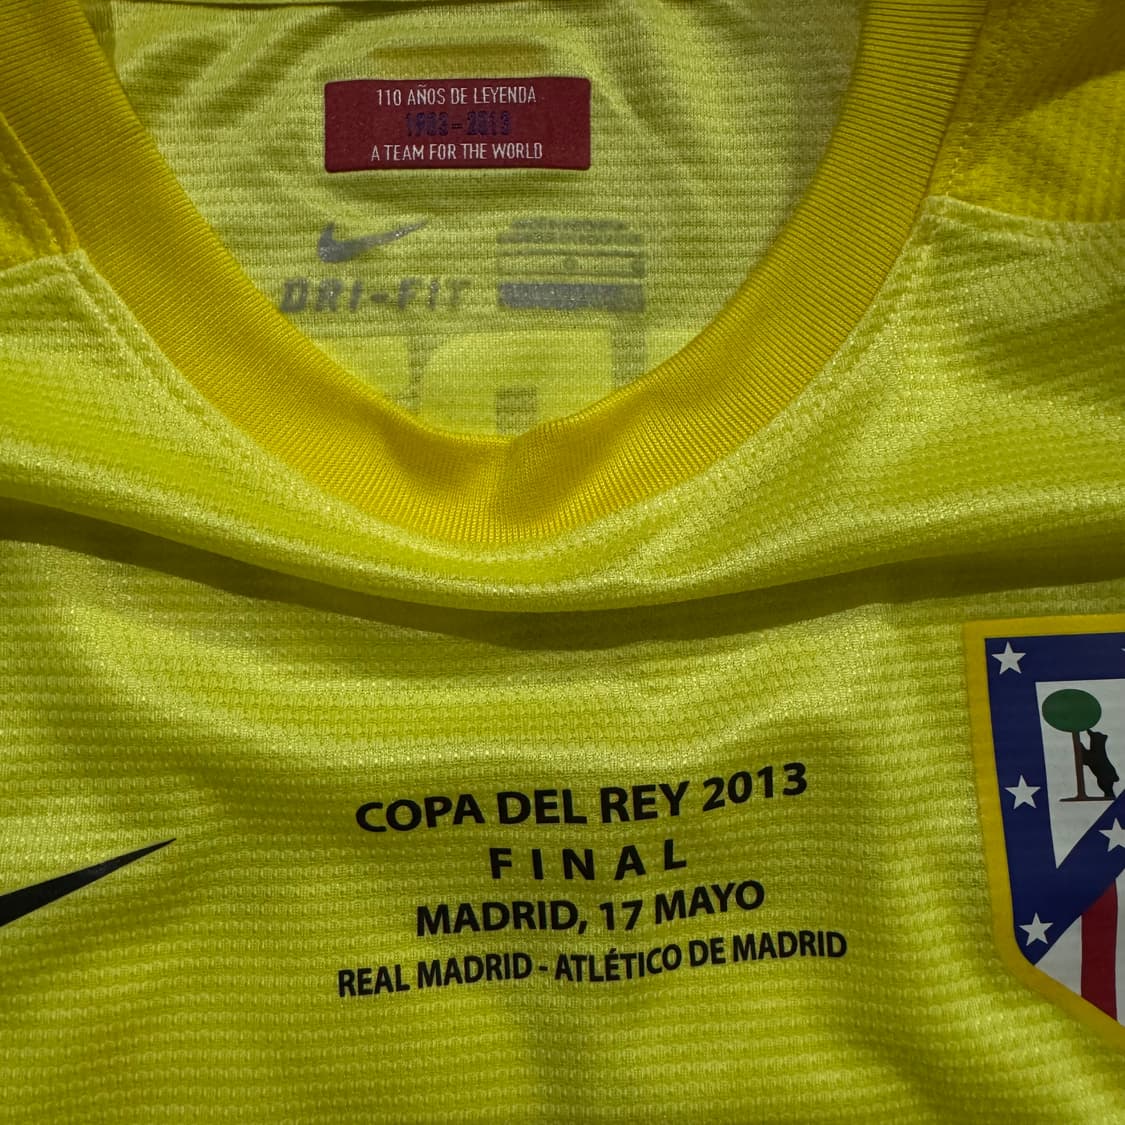 110 AÑOS DE LEYENDA
1903-2013
A TEAM FOR THE WORLD
DRI-FIT
COPA DEL REY 2013
FINAL
MADRID, 17 MAYO
REAL MADRID - ATLÉTICO DE MADRID